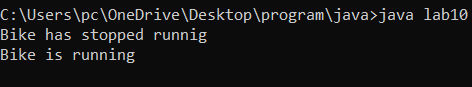 C:\Users\pc\OneDrive\Desktop\program\java>java lab10
Bike has stopped runnig
Bike is running